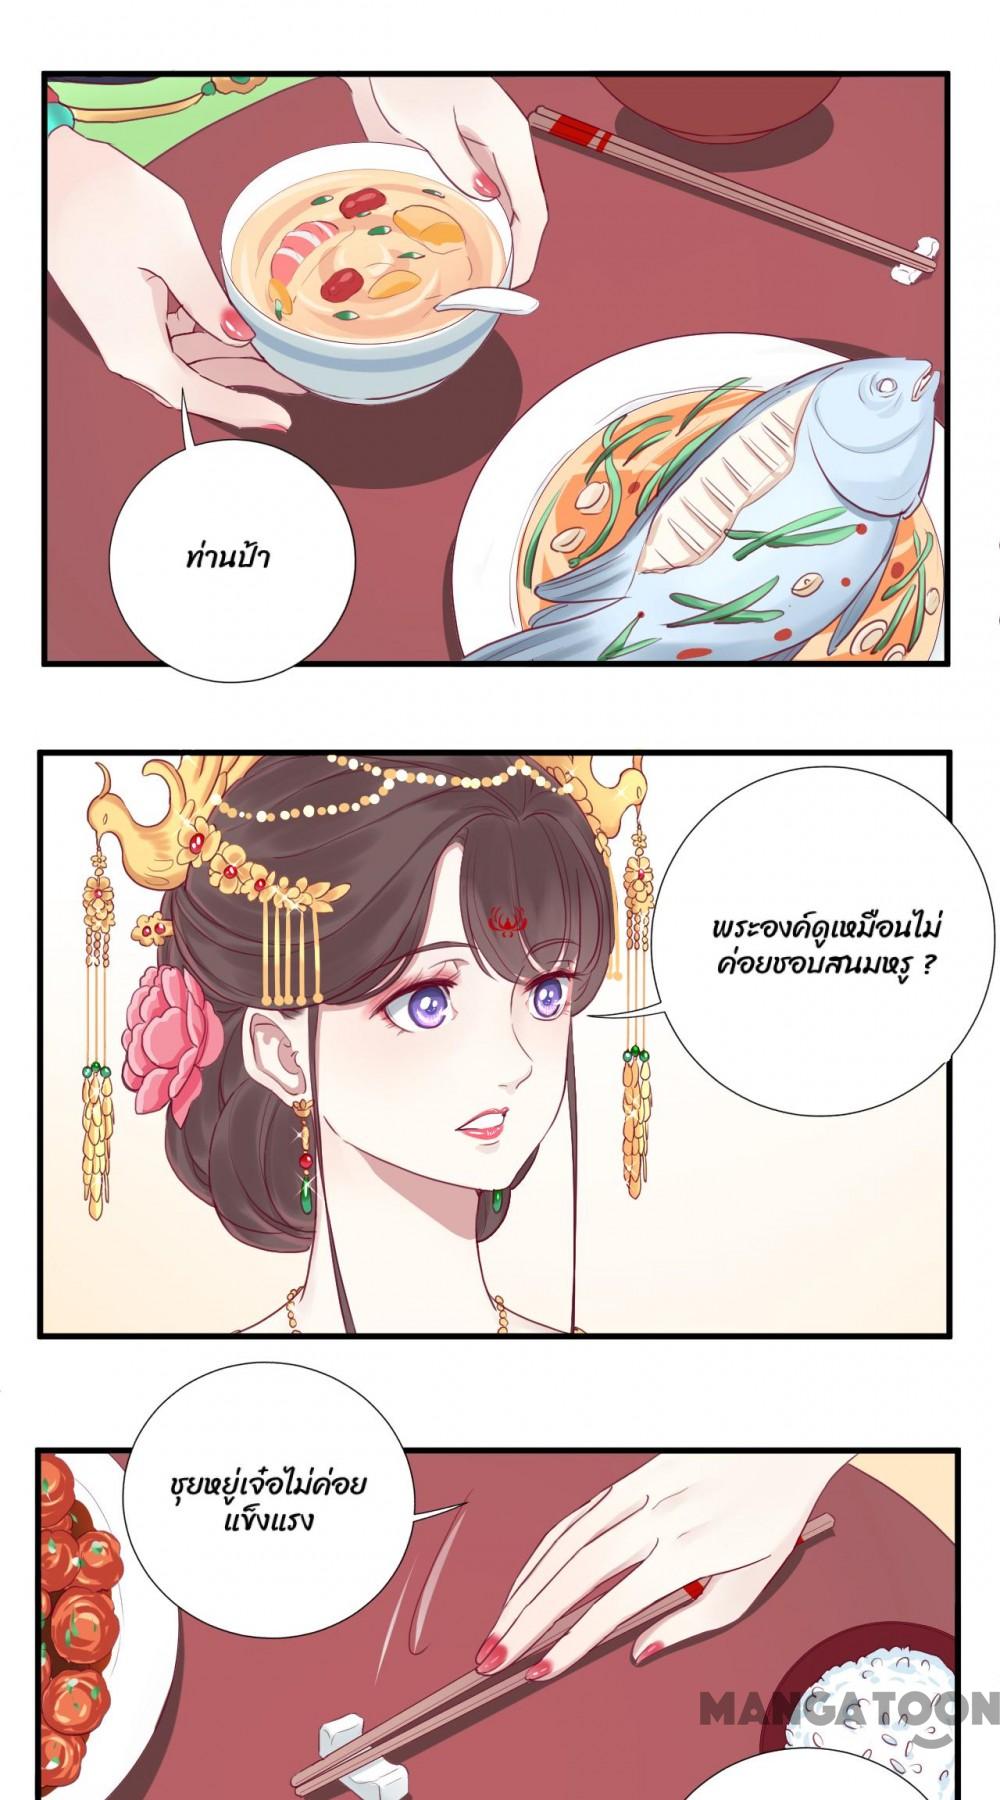 ท่านป้า
พระองค์ดูเหมือนไม่
ค่อยชอบสนมหรู ?
ชุยหยู่เจ๋อไม่ค่อย
แข็งแรง
MANGATOON